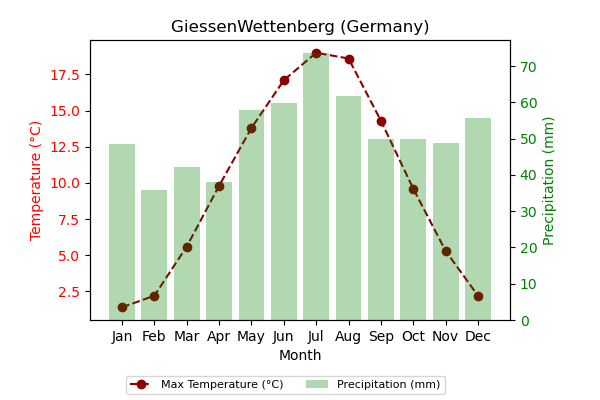 GiessenWettenberg (Germany)
Temperature (°C)
17.5
15.0
12.5
10.0
7.5
5.0
2.5
70
60
50
40
30
20
10
0
Precipitation (mm)
Jan Feb Mar Apr May Jun Jul Aug Sep Oct Nov Dec
Month
Max Temperature (°C) Precipitation (mm)